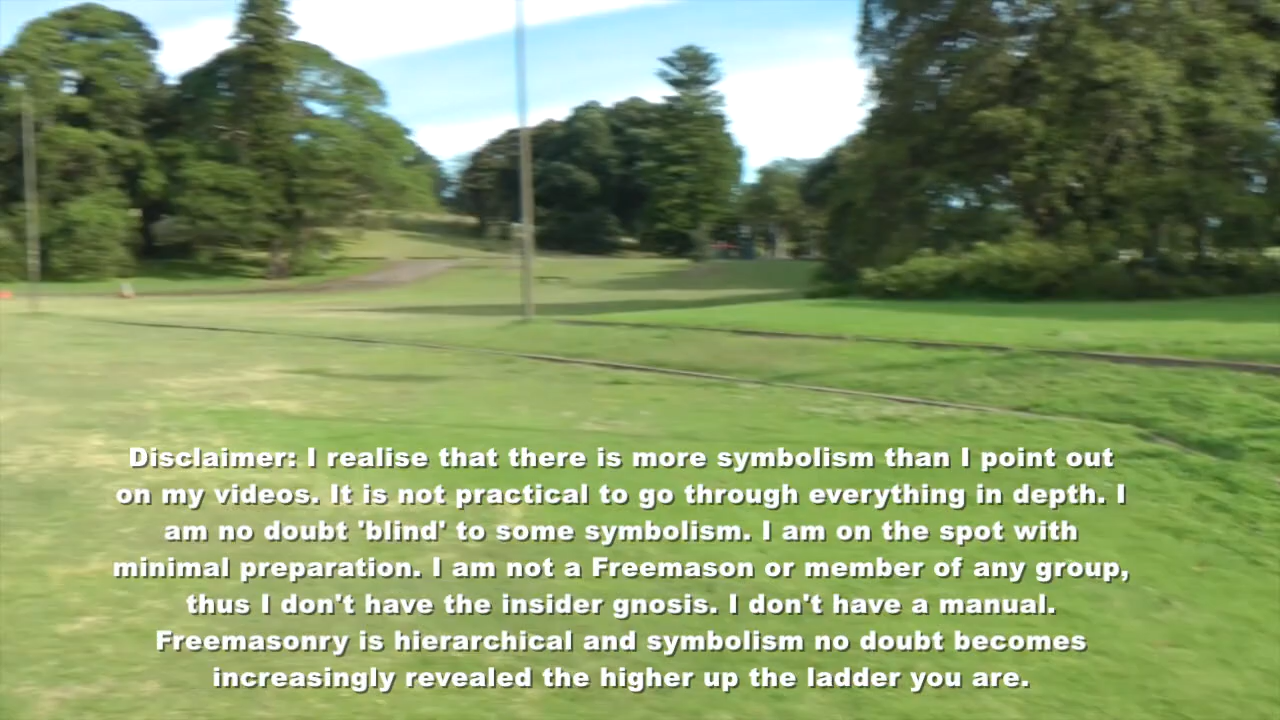 Disclaimer: I realise that there is more symbolism than I point out
on my videos. It is not practical to go through everything in depth. I
am no doubt 'blind' to some symbolism. I am on the spot with
minimal preparation. I am not a Freemason or member of any group,
thus I don't have the insider gnosis. I don't have a manual.
Freemasonry is hierarchical and symbolism no doubt becomes
increasingly revealed the higher up the ladder you are.